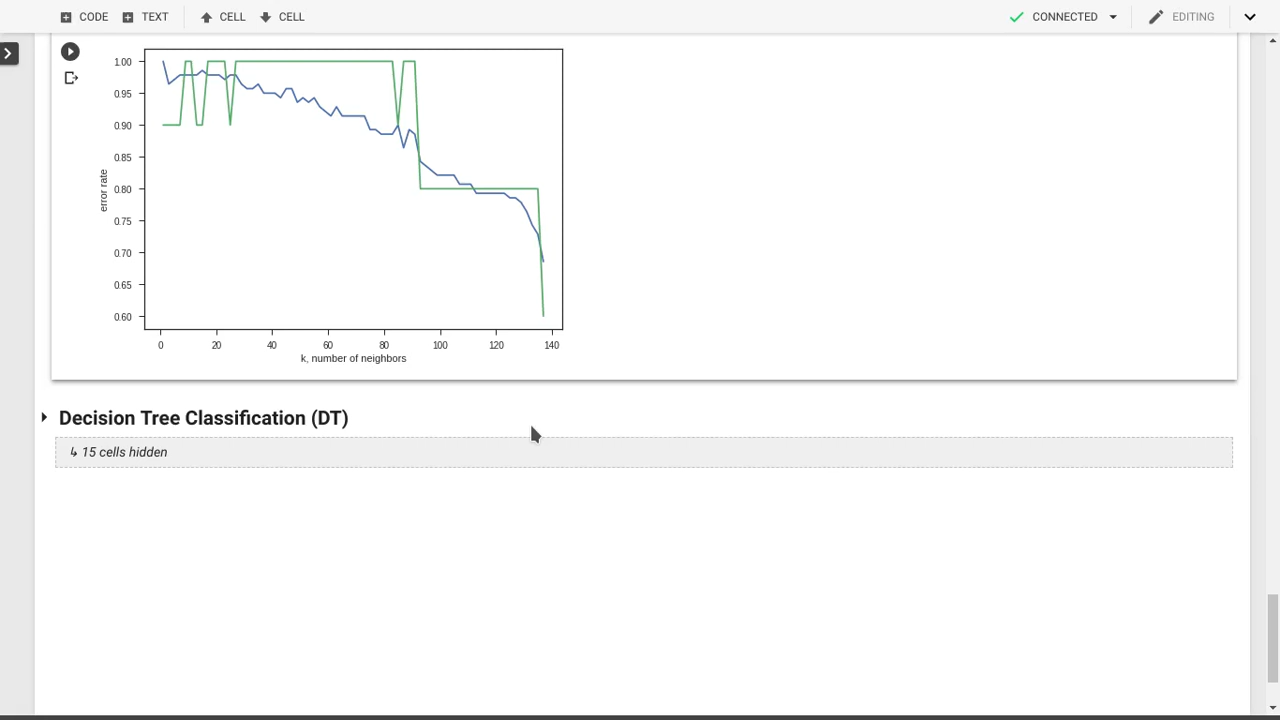 CODE TEXT CELL CELL CONNECTED EDITING
1.00
0.95
0.90
0.85
0.80
0.75
0.70
0.65
0.60
error rate
0 20 40 60 80 100 120 140
k, number of neighbors
Decision Tree Classification (DT)
↳ 15 cells hidden